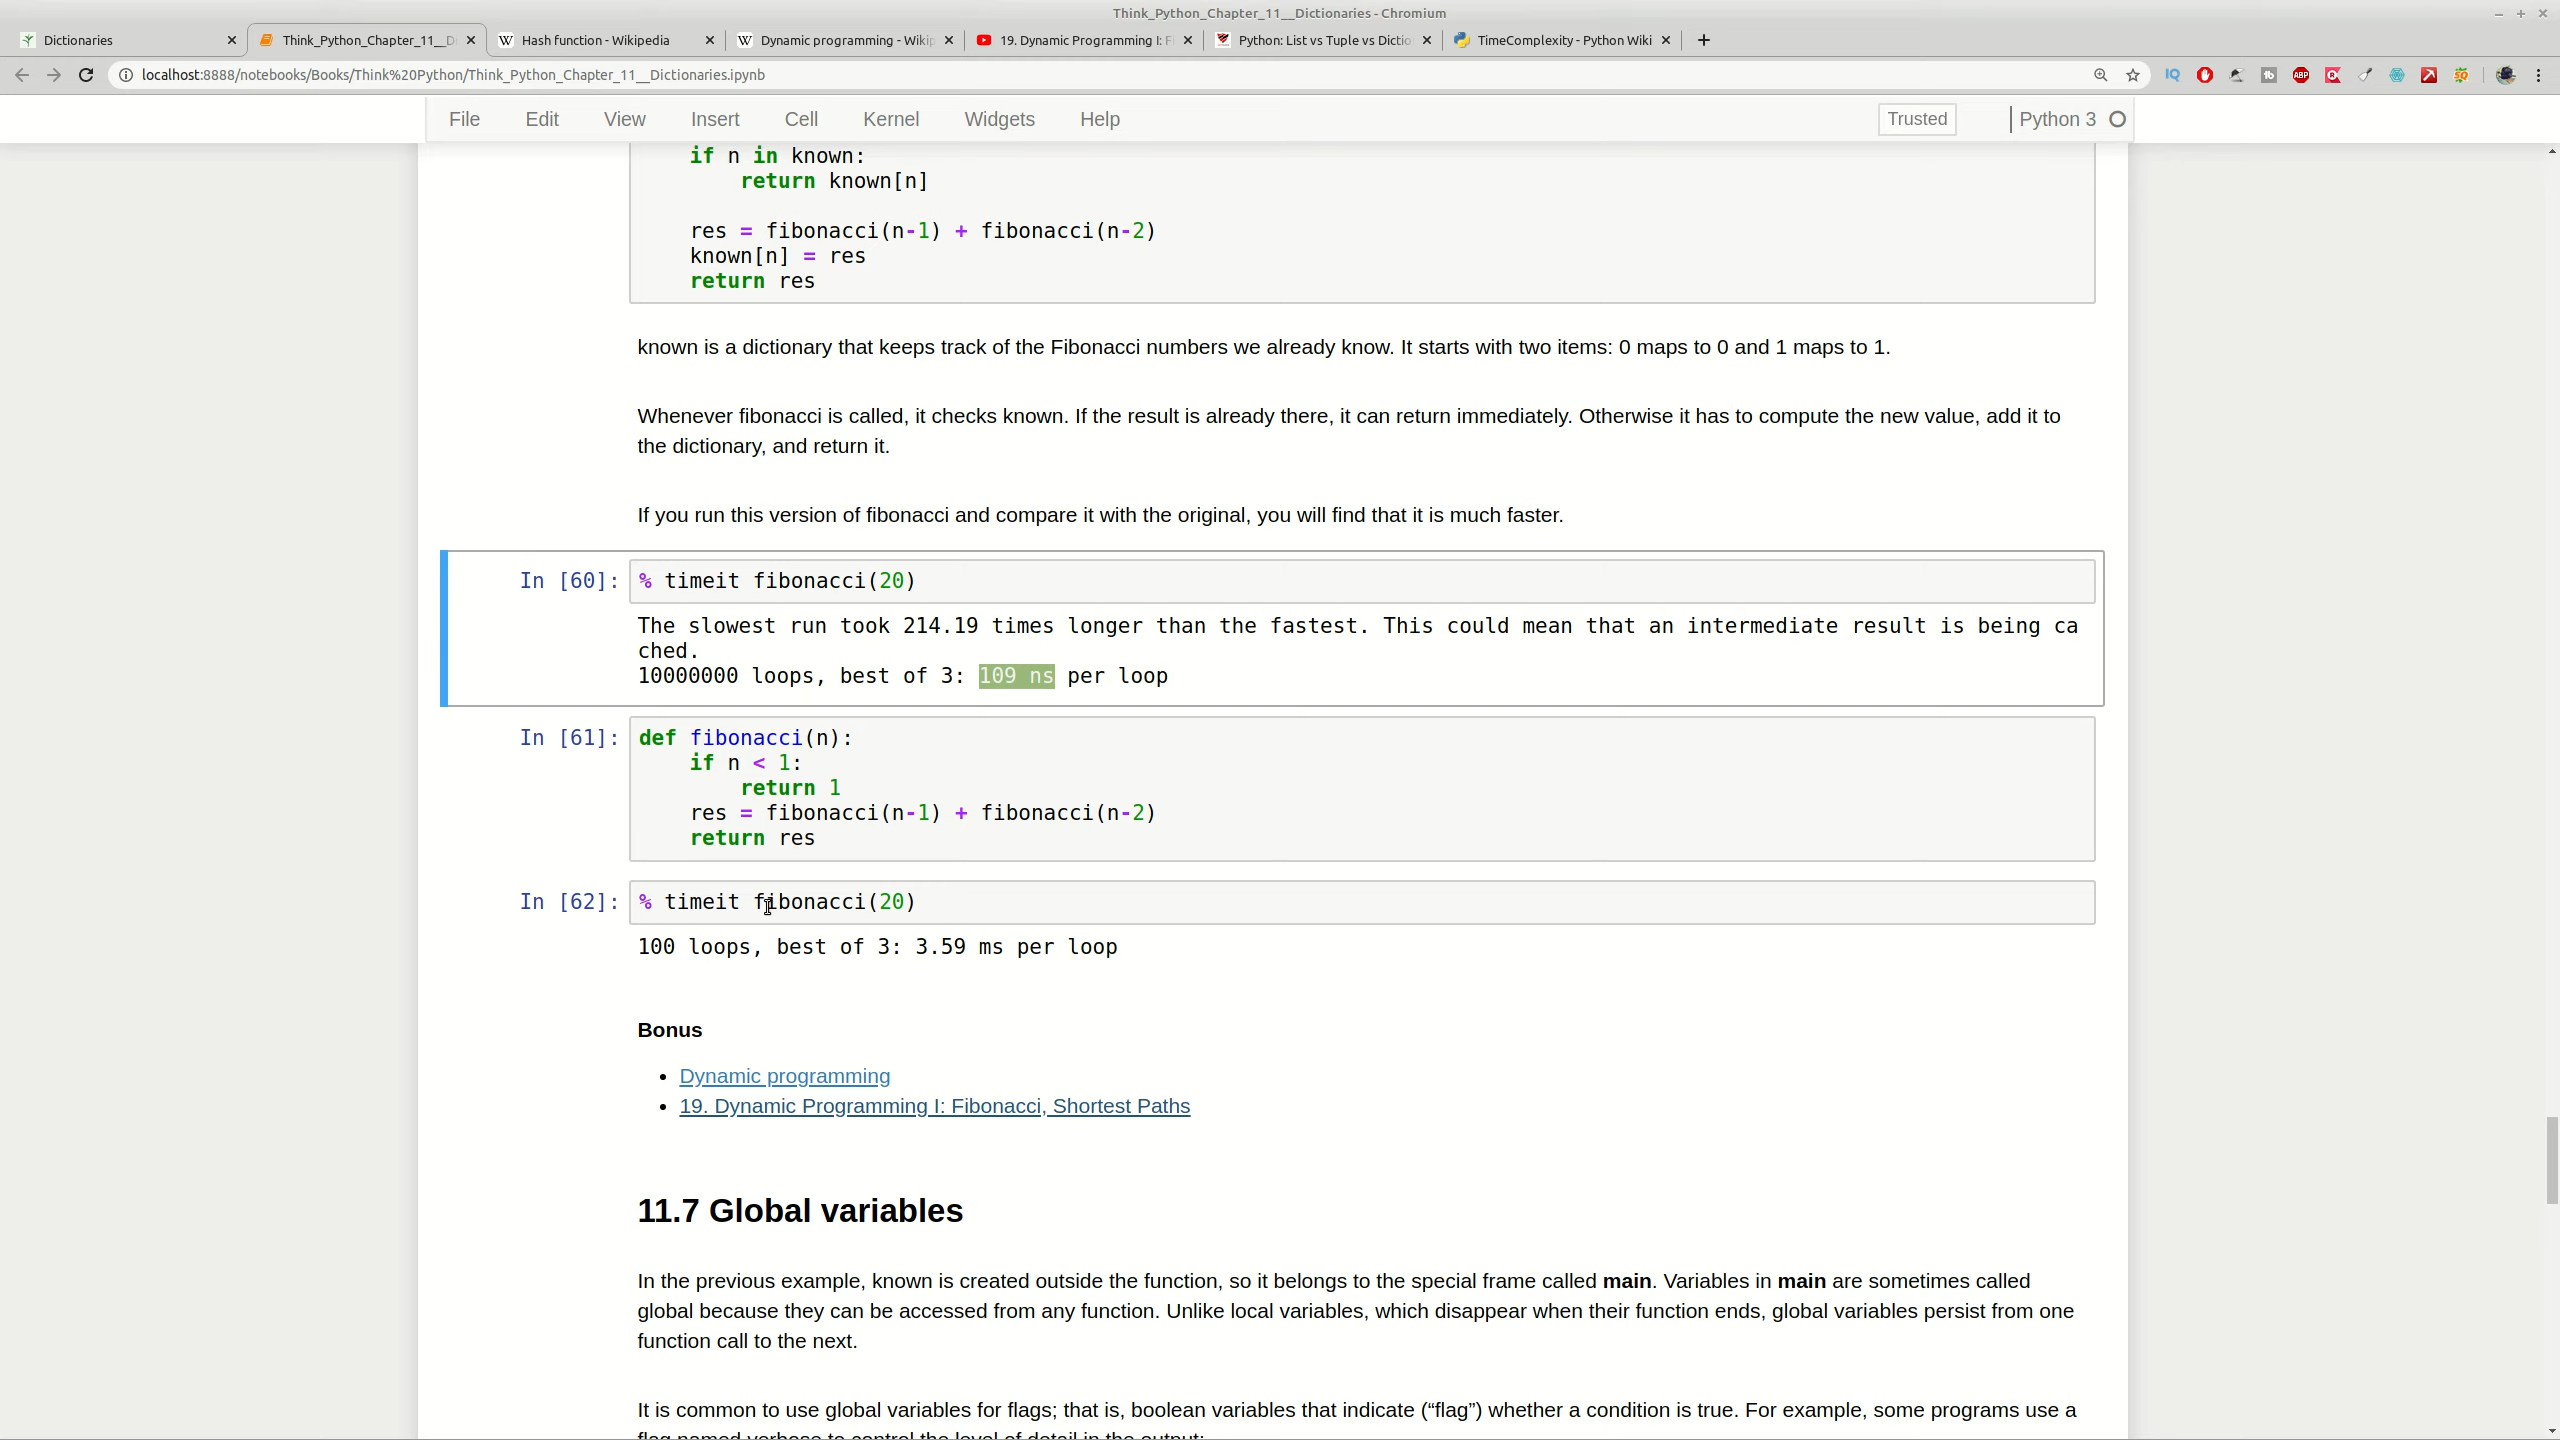 Think_Python_Chapter_11__Dictionaries - Chromium
Dictionaries
Think_Python_Chapter_11__D
Hash function - Wikipedia
Dynamic programming - Wikip
19. Dynamic Programming I: F
Python: List vs Tuple vs Dictio
TimeComplexity - Python Wiki
localhost:8888/notebooks/Books/Think%20Python/Think_Python_Chapter_11__Dictionaries.ipynb
File Edit View Insert Cell Kernel Widgets Help Trusted Python 3
if n in known:
return known[n]
res = fibonacci(n-1) + fibonacci(n-2)
known[n] = res
return res
known is a dictionary that keeps track of the Fibonacci numbers we already know. It starts with two items: 0 maps to 0 and 1 maps to 1.
Whenever fibonacci is called, it checks known. If the result is already there, it can return immediately. Otherwise it has to compute the new value, add it to
the dictionary, and return it.
If you run this version of fibonacci and compare it with the original, you will find that it is much faster.
In [60]: % timeit fibonacci(20)
The slowest run took 214.19 times longer than the fastest. This could mean that an intermediate result is being ca
ched.
10000000 loops, best of 3: 109 ns per loop
In [61]: def fibonacci(n):
if n < 1:
return 1
res = fibonacci(n-1) + fibonacci(n-2)
return res
In [62]: % timeit fibonacci(20)
100 loops, best of 3: 3.59 ms per loop
Bonus
• Dynamic programming
• 19. Dynamic Programming I: Fibonacci, Shortest Paths
11.7 Global variables
In the previous example, known is created outside the function, so it belongs to the special frame called main. Variables in main are sometimes called
global because they can be accessed from any function. Unlike local variables, which disappear when their function ends, global variables persist from one
function call to the next.
It is common to use global variables for flags; that is, boolean variables that indicate (“flag”) whether a condition is true. For example, some programs use a
flag named verbose to control the level of detail in the output: